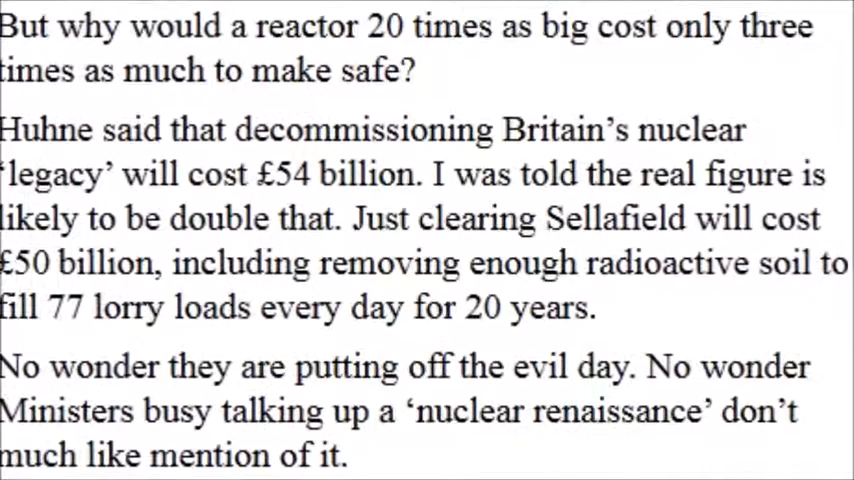 But why would a reactor 20 times as big cost only three
times as much to make safe?
Huhne said that decommissioning Britain’s nuclear
‘legacy’ will cost £54 billion. I was told the real figure is
likely to be double that. Just clearing Sellafield will cost
£50 billion, including removing enough radioactive soil to
fill 77 lorry loads every day for 20 years.
No wonder they are putting off the evil day. No wonder
Ministers busy talking up a ‘nuclear renaissance’ don’t
much like mention of it.